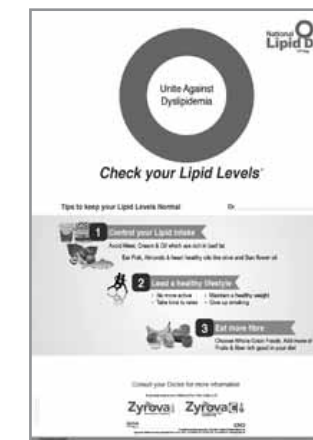 National
Lipid D
Unite Against
Dyslipidemia
Check your Lipid Levels
Tips to keep your Lipid Levels Normal Dr.
1 Control your Lipid Intake
Avoid Meat, Cream & Oil which are rich in bad fat
Eat Fish, Almonds & heart healthy oils like olive and
2 Lead a healthy lifestyle
• Be more active • Maintain a healthy weight
• Take time to relax • Give up smoking
3 Eat more fibre
Choose Whole Grain Foods, Add more of
Fruits & fiber rich good in your diet
Consult your Doctor for more information
Zyrova Zyrova